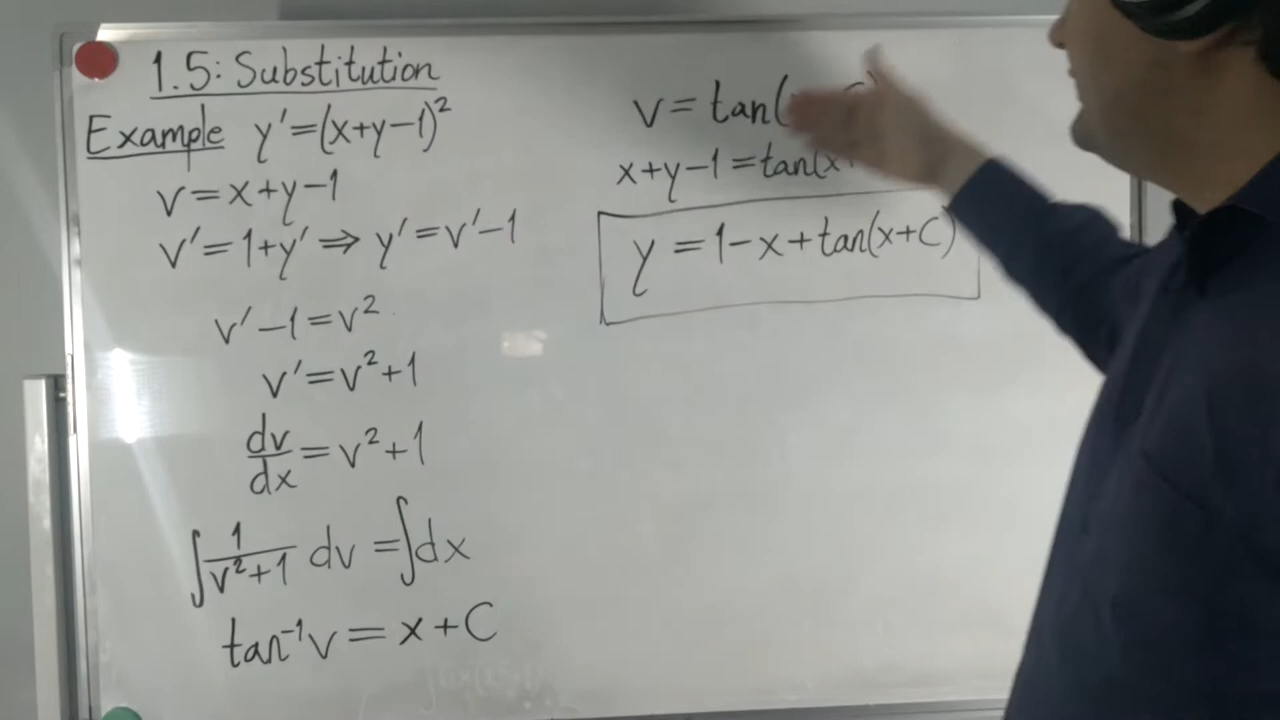 1.5: Substitution
Example y'=(x+y−1)²
v=x+y−1
v'=1+y' ⇒ y'=v'−1
v'−1=v²
v'=v²+1
dv/dx=v²+1
∫1/(v²+1) dv=∫dx
tan⁻¹v=x+C
v=tan(
x+y−1=tan(x
y=1−x+tan(x+C)